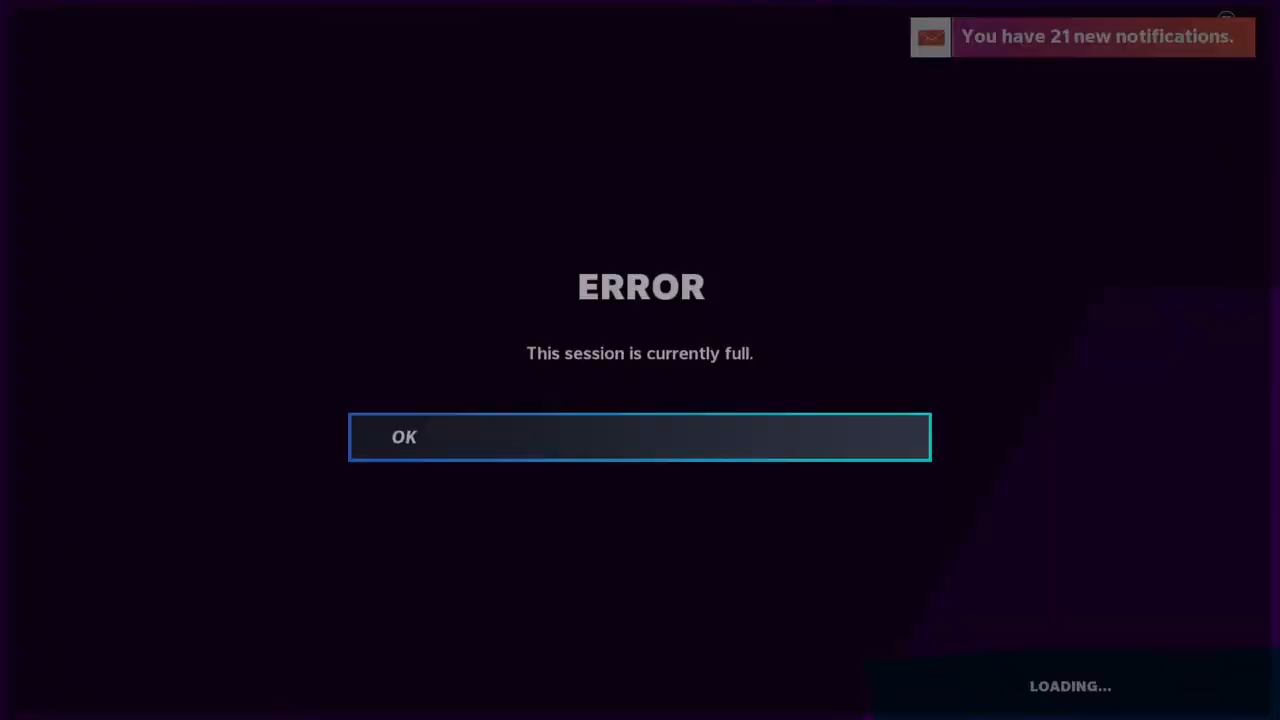 You have 21 new notifications.
ERROR
This session is currently full.
OK
LOADING...